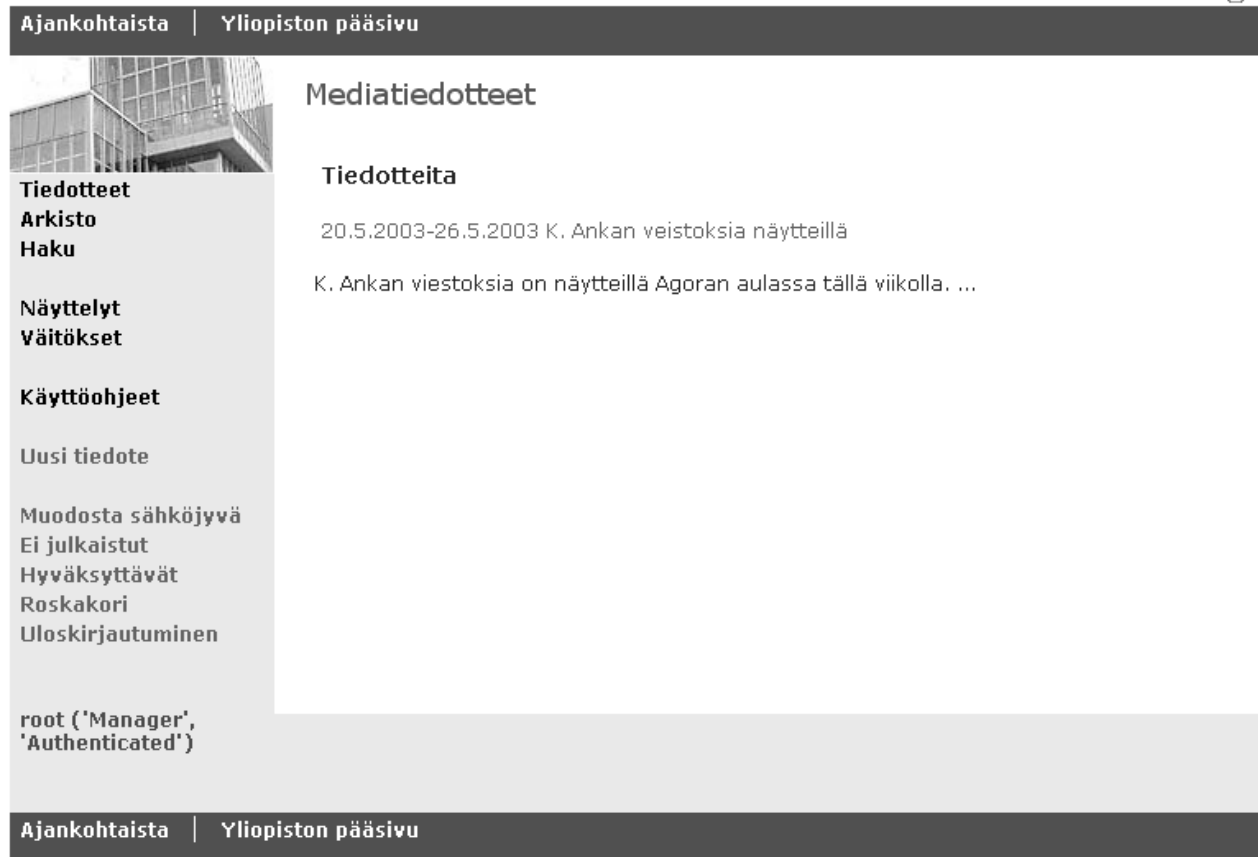 Ajankohtaista | Yliopiston pääsivu
Mediatiedotteet
Tiedotteita
20.5.2003-26.5.2003 K. Ankan veistoksia näytteillä
K. Ankan viestoksia on näytteillä Agoran aulassa tällä viikolla. ...
Tiedotteet
Arkisto
Haku
Näyttelyt
Väitökset
Käyttöohjeet
Uusi tiedote
Muodosta sähköjyvä
Ei julkaistut
Hyväksyttävät
Roskakori
Uloskirjautuminen
root ('Manager',
'Authenticated')
Ajankohtaista | Yliopiston pääsivu